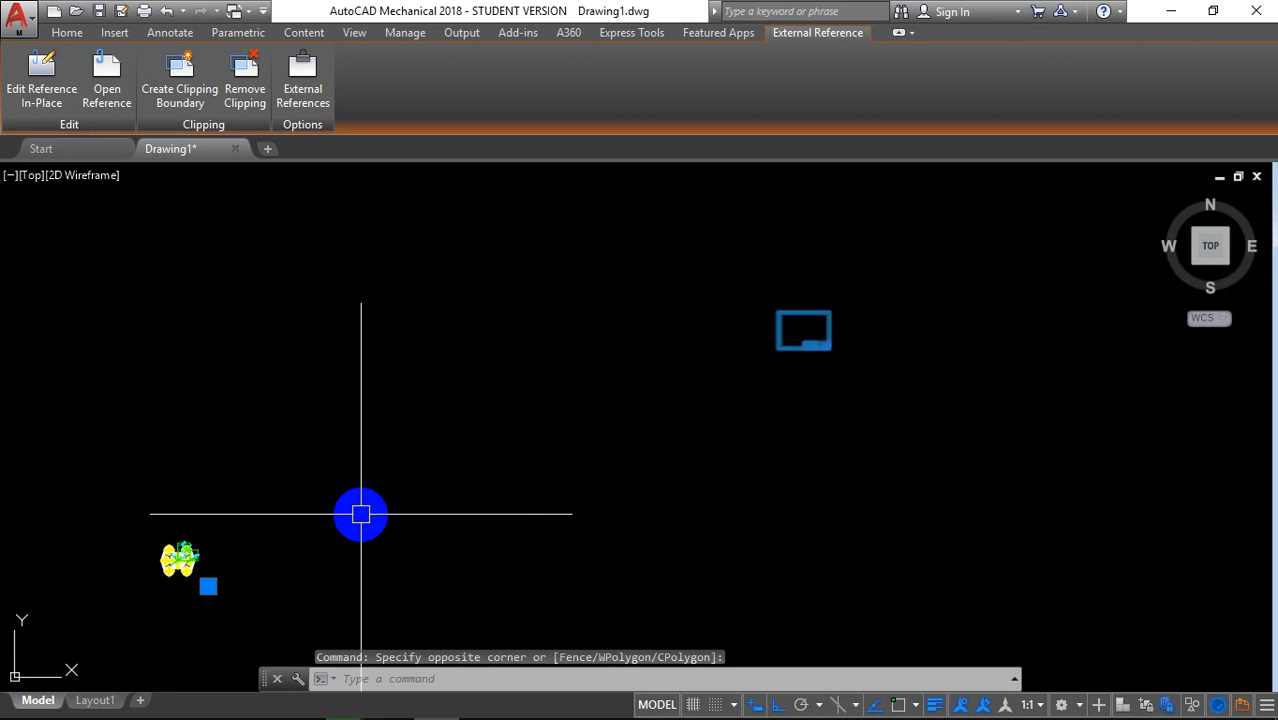 AutoCAD Mechanical 2018 - STUDENT VERSION Drawing1.dwg
Type a keyword or phrase
Sign In
M
Home Insert Annotate Parametric Content View Manage Output Add-ins A360 Express Tools Featured Apps External Reference
Edit Reference In-Place
Open Reference
Create Clipping Boundary
Remove Clipping
External References
Edit Clipping Options
Start Drawing1*
[−][Top][2D Wireframe]
N
W TOP E
S
WCS
Y
X
Command: Specify opposite corner or [Fence/WPolygon/CPolygon]:
Type a command
Model Layout1
MODEL 1:1